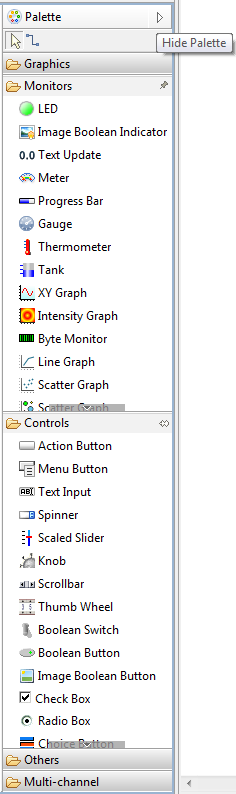 Palette
Hide Palette
Graphics
Monitors
LED
Image Boolean Indicator
0.0 Text Update
Meter
Progress Bar
Gauge
Thermometer
Tank
XY Graph
Intensity Graph
Byte Monitor
Line Graph
Scatter Graph
Scatter Graph
Controls
Action Button
Menu Button
ABI Text Input
Spinner
Scaled Slider
Knob
Scrollbar
Thumb Wheel
Boolean Switch
Boolean Button
Image Boolean Button
Check Box
Radio Box
Choice Button
Others
Multi-channel